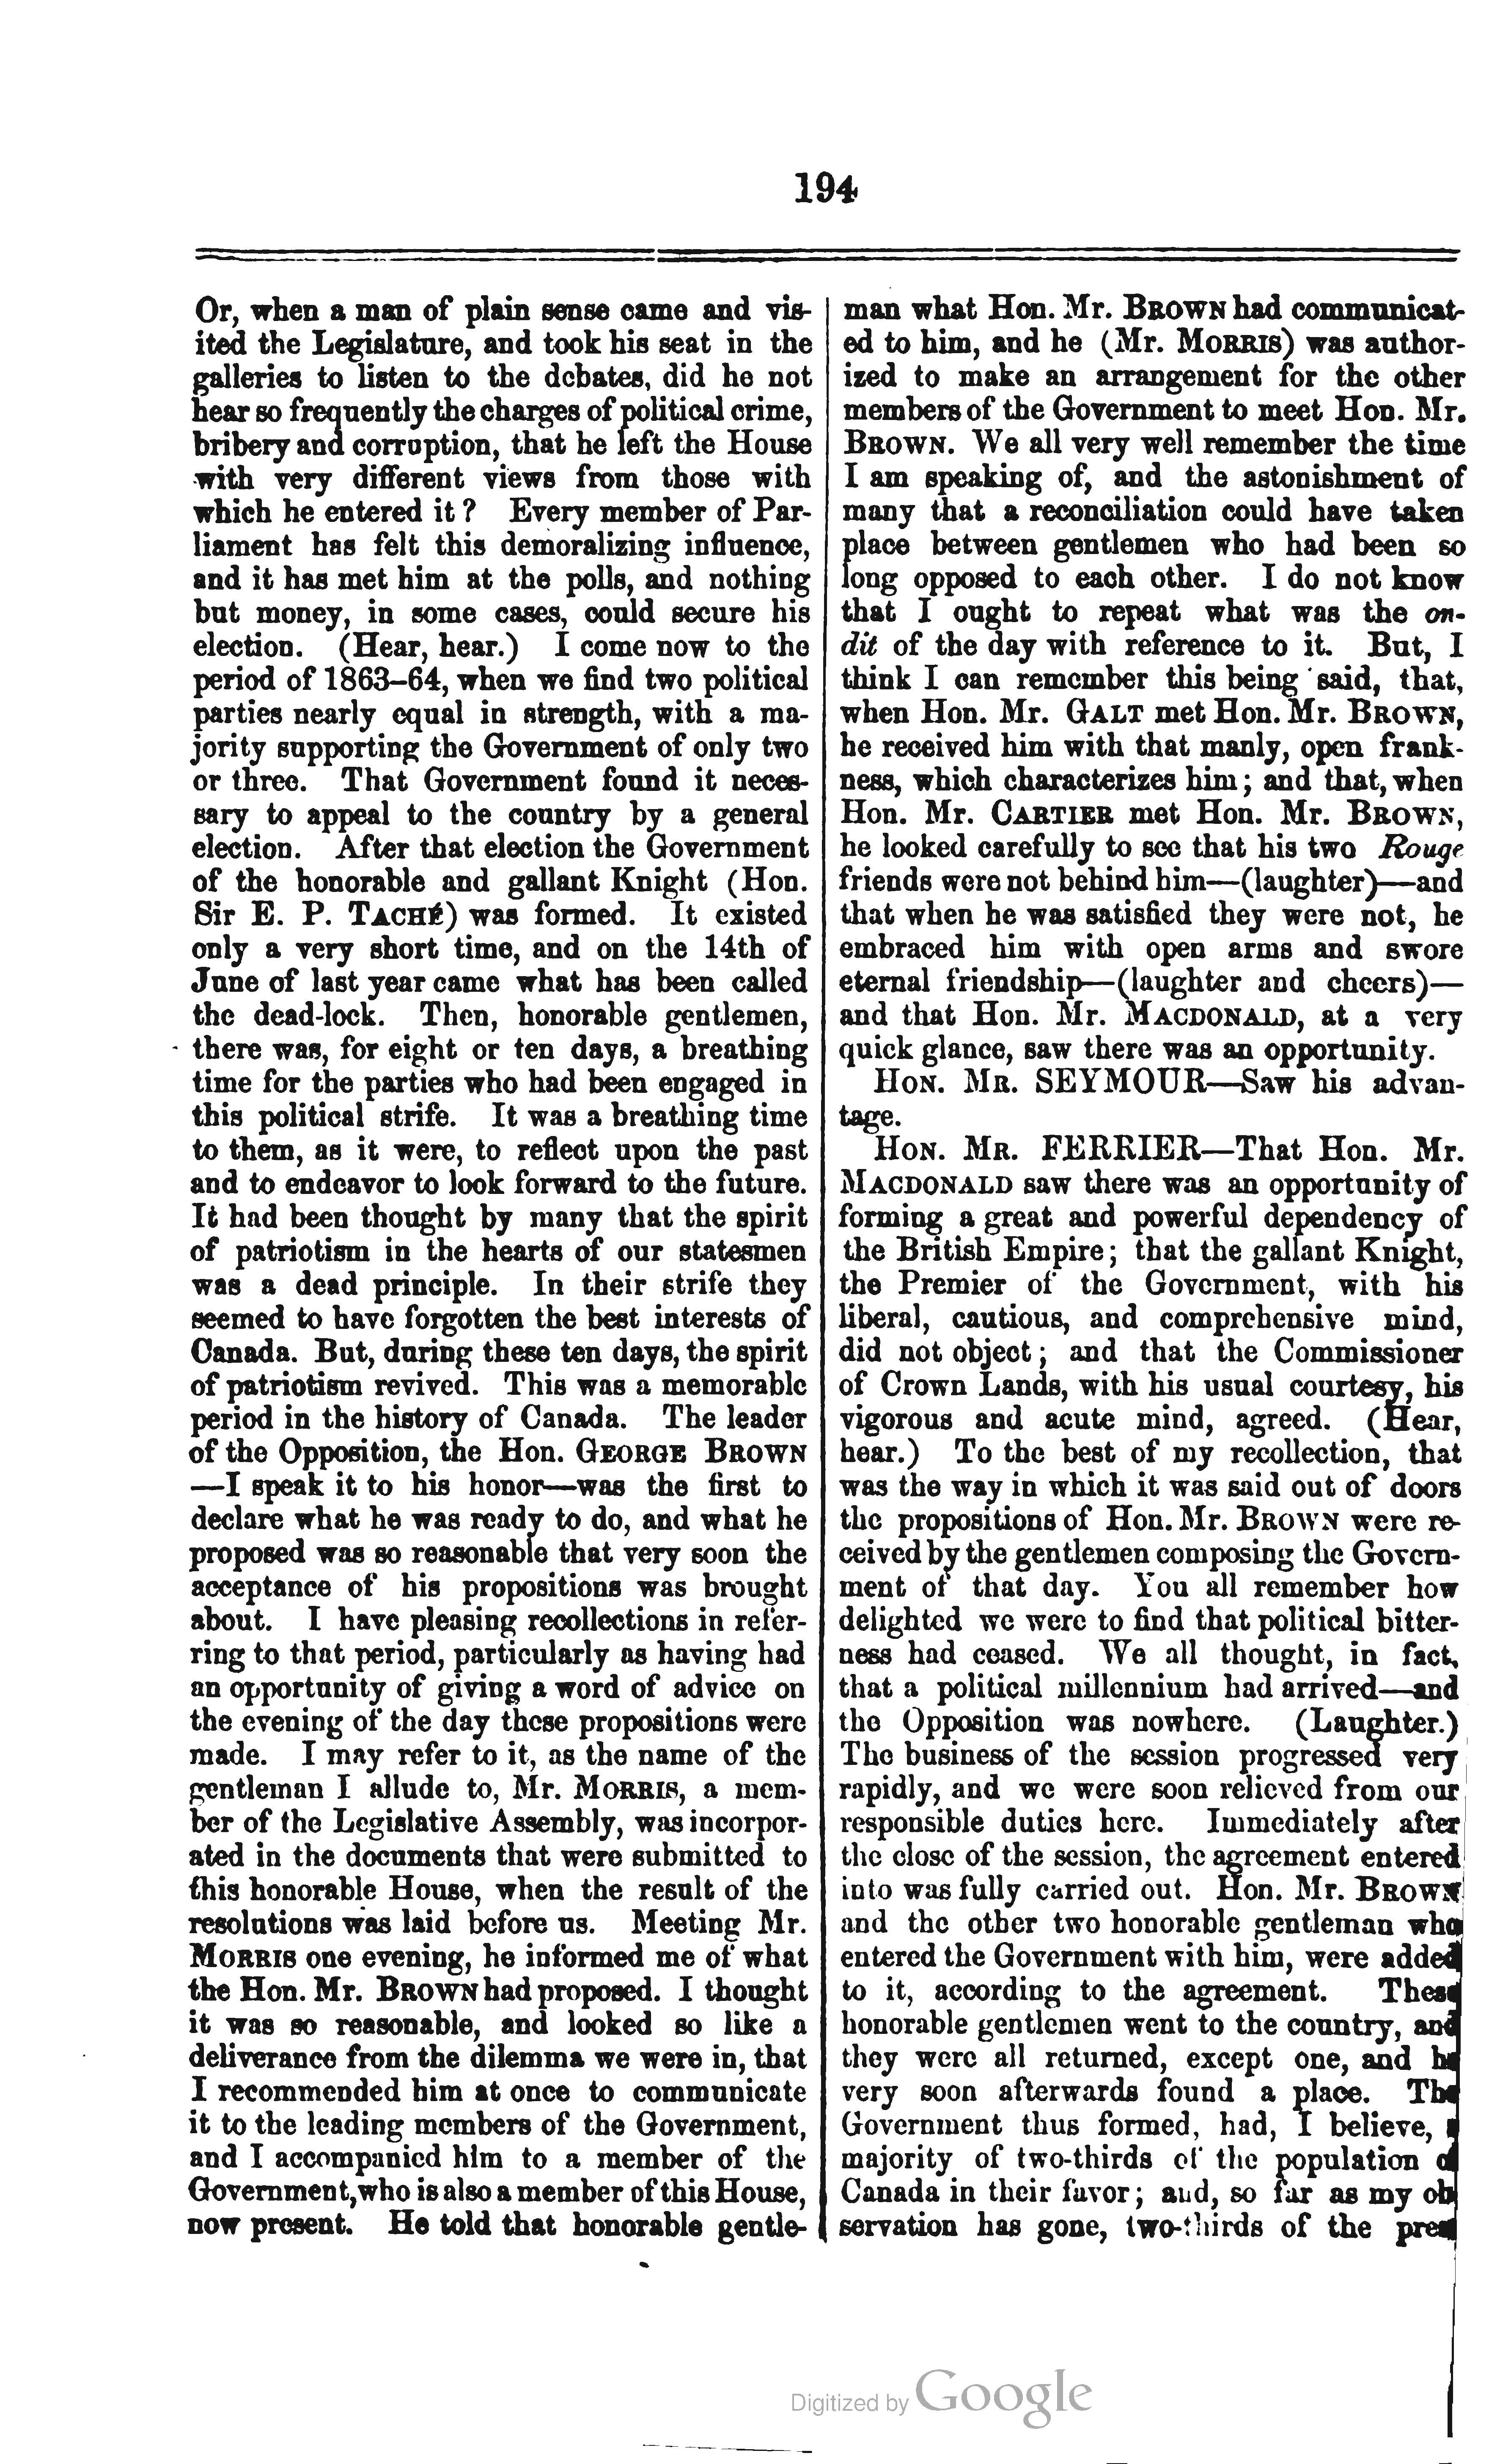 194
Or, when a man of plain sense came and vis-
ited the Legislature, and took his seat in the
galleries to listen to the debates, did he not
hear so frequently the charges of political crime,
bribery and corruption, that he left the House
with very different views from those with
which he entered it? Every member of Par-
liament has felt this demoralizing influence,
and it has met him at the polls, and nothing
but money, in some cases, could secure his
election. (Hear, hear.) I come now to the
period of 1863–64, when we find two political
parties nearly equal in strength, with a ma-
jority supporting the Government of only two
or three. That Government found it neces-
sary to appeal to the country by a general
election. After that election the Government
of the honorable and gallant Knight (Hon.
Sir E. P. TACHÉ) was formed. It existed
only a very short time, and on the 14th of
June of last year came what has been called
the dead-lock. Then, honorable gentlemen,
there was, for eight or ten days, a breathing
time for the parties who had been engaged in
this political strife. It was a breathing time
to them, as it were, to reflect upon the past
and to endeavor to look forward to the future.
It had been thought by many that the spirit
of patriotism in the hearts of our statesmen
was a dead principle. In their strife they
seemed to have forgotten the best interests of
Canada. But, during these ten days, the spirit
of patriotism revived. This was a memorable
period in the history of Canada. The leader
of the Opposition, the Hon. GEORGE BROWN
—I speak it to his honor—was the first to
declare what he was ready to do, and what he
proposed was so reasonable that very soon the
acceptance of his propositions was brought
about. I have pleasing recollections in refer-
ring to that period, particularly as having had
an opportunity of giving a word of advice on
the evening of the day these propositions were
made. I may refer to it, as the name of the
gentleman I allude to, Mr. MORRIS, a mem-
ber of the Legislative Assembly, was incorpor-
ated in the documents that were submitted to
this honorable House, when the result of the
resolutions was laid before us. Meeting Mr.
MORRIS one evening, he informed me of what
the Hon. Mr. BROWN had proposed. I thought
it was so reasonable, and looked so like a
deliverance from the dilemma we were in, that
I recommended him at once to communicate
it to the leading members of the Government,
and I accompanied him to a member of the
Government, who is also a member of this House,
now present. He told that honorable gentle-
man what Hon. Mr. BROWN had communicat-
ed to him, and he (Mr. MORRIS) was author-
ized to make an arrangement for the other
members of the Government to meet Hon. Mr.
BROWN. We all very well remember the time
I am speaking of, and the astonishment of
many that a reconciliation could have taken
place between gentlemen who had been so
long opposed to each other. I do not know
that I ought to repeat what was the on-
dit of the day with reference to it. But, I
think I can remember this being said, that,
when Hon. Mr. GALT met Hon. Mr. BROWN,
he received him with that manly, open frank-
ness, which characterizes him; and that, when
Hon. Mr. CARTIER met Hon. Mr. BROWN,
he looked carefully to see that his two Rouge
friends were not behind him—(laughter)—and
that when he was satisfied they were not, he
embraced him with open arms and swore
eternal friendship—(laughter and cheers)—
and that Hon. Mr. MACDONALD, at a very
quick glance, saw there was an opportunity.
HON. MR. SEYMOUR—Saw his advan-
tage.
HON. MR. FERRIER—That Hon. Mr.
MACDONALD saw there was an opportunity of
forming a great and powerful dependency of
the British Empire; that the gallant Knight,
the Premier of the Government, with his
liberal, cautious, and comprehensive mind,
did not object; and that the Commissioner
of Crown Lands, with his usual courtesy, his
vigorous and acute mind, agreed. (Hear,
hear.) To the best of my recollection, that
was the way in which it was said out of doors
the propositions of Hon. Mr. BROWN were re-
ceived by the gentlemen composing the Govern-
ment of that day. You all remember how
delighted we were to find that political bitter-
ness had ceased. We all thought, in fact,
that a political millennium had arrived—and
the Opposition was nowhere. (Laughter.)
The business of the session progressed very
rapidly, and we were soon relieved from our
responsible duties here. Immediately after
the close of the session, the agreement entered
into was fully carried out. Hon. Mr. BROWN
and the other two honorable gentleman who
entered the Government with him, were added
to it, according to the agreement. These
honorable gentlemen went to the country, and
they were all returned, except one, and he
very soon afterwards found a place. The
Government thus formed, had, I believe,
majority of two-thirds of the population of
Canada in their favor; and, so far as my ob
servation has gone, two-thirds of the pres
Digitized by Google